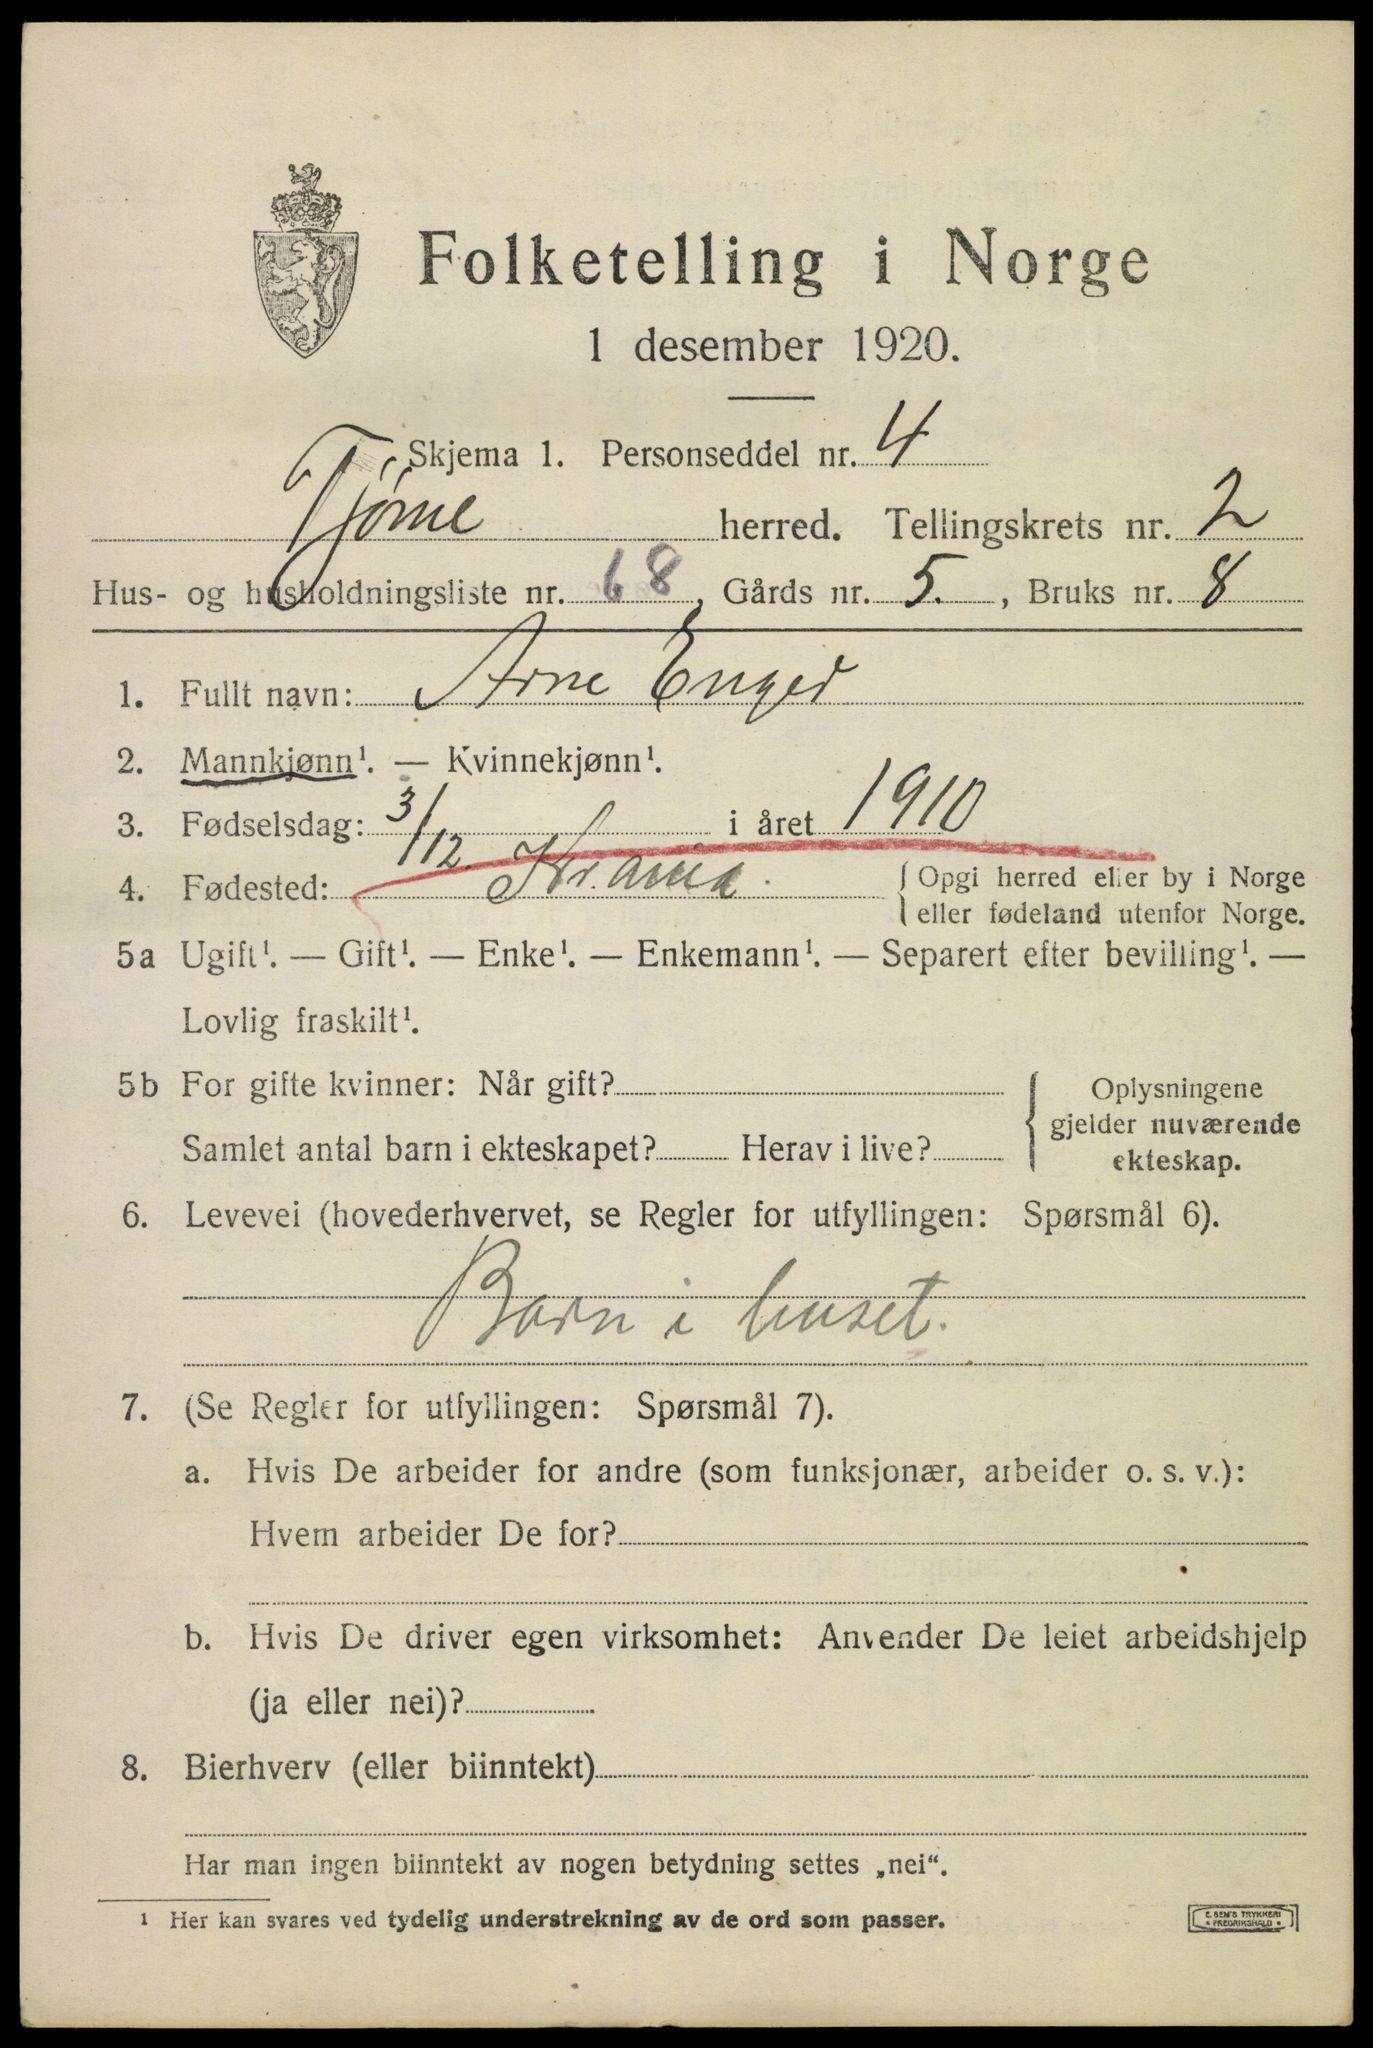 Folketelling i Norge
1 desember 1920.
Skjema 1. Personseddel nr. 4
Tjøme herred. Tellingskrets nr. 2
Hus- og husholdningsliste nr. 68, Gårds nr. 5., Bruks nr. 8
1. Fullt navn: Arne Enger
2. Mannkjønn¹. — Kvinnekjønn¹.
3. Fødselsdag: 3/12 i året 1910
4. Fødested: Kr.ania. { Opgi herred eller by i Norge
eller fødeland utenfor Norge.
5a Ugift¹. — Gift¹. — Enke¹. — Enkemann¹. — Separert efter bevilling¹. —
Lovlig fraskilt¹.
5b For gifte kvinner: Når gift? { Oplysningene
gjelder nuværende
Samlet antal barn i ekteskapet? Herav i live? ekteskap.
6. Levevei (hovederhvervet, se Regler for utfyllingen: Spørsmål 6).
Barn i huset.
7. (Se Regler for utfyllingen: Spørsmål 7).
a. Hvis De arbeider for andre (som funksjonær, arbeider o. s. v.):
Hvem arbeider De for?
b. Hvis De driver egen virksomhet: Anvender De leiet arbeidshjelp
(ja eller nei)?
8. Bierhverv (eller biinntekt)
Har man ingen biinntekt av nogen betydning settes „nei“.
¹ Her kan svares ved tydelig understrekning av de ord som passer.
E. SEM'S TRYKKERI
• FREDRIKSHALD •